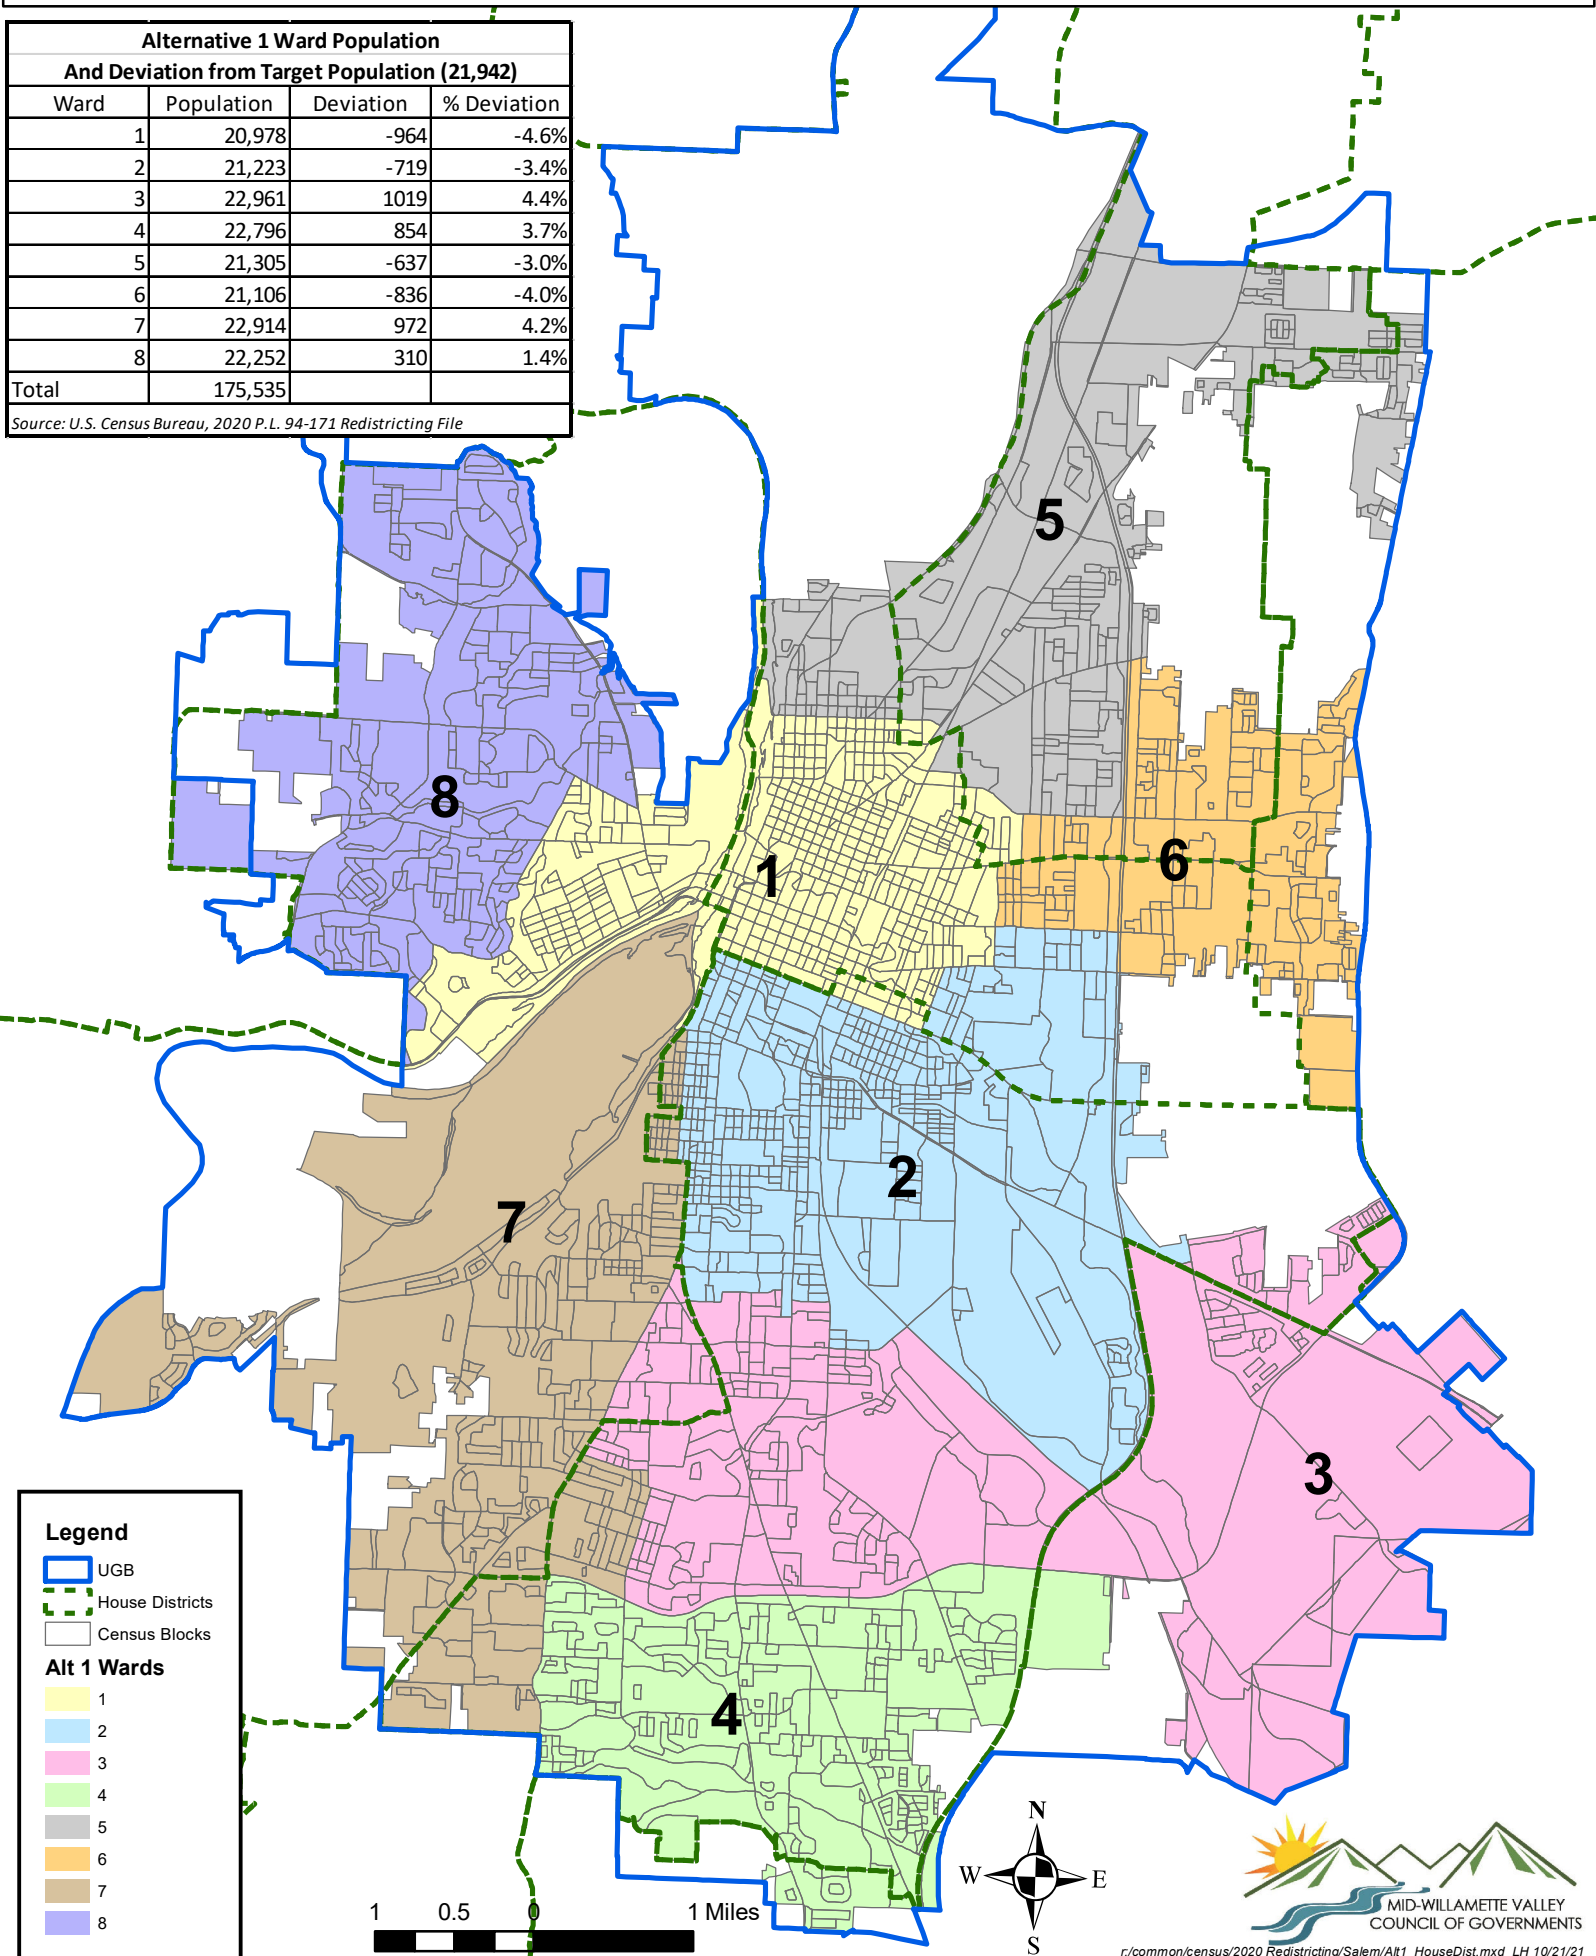 Alternative 1 Ward Population
And Deviation from Target Population (21,942)
Ward Population Deviation % Deviation
1 20,978 -964 -4.6%
2 21,223 -719 -3.4%
3 22,961 1019 4.4%
4 22,796 854 3.7%
5 21,305 -637 -3.0%
6 21,106 -836 -4.0%
7 22,914 972 4.2%
8 22,252 310 1.4%
Total 175,535
Source: U.S. Census Bureau, 2020 P.L. 94-171 Redistricting File
5
8
1
6
2
7
3
4
Legend
UGB
House Districts
Census Blocks
Alt 1 Wards
1
2
3
4
5
6
7
8
1 0.5 0 1 Miles
N
W E
S
MID-WILLAMETTE VALLEY
COUNCIL OF GOVERNMENTS
r:/common/census/2020 Redistricting/Salem/Alt1_HouseDist.mxd LH 10/21/21